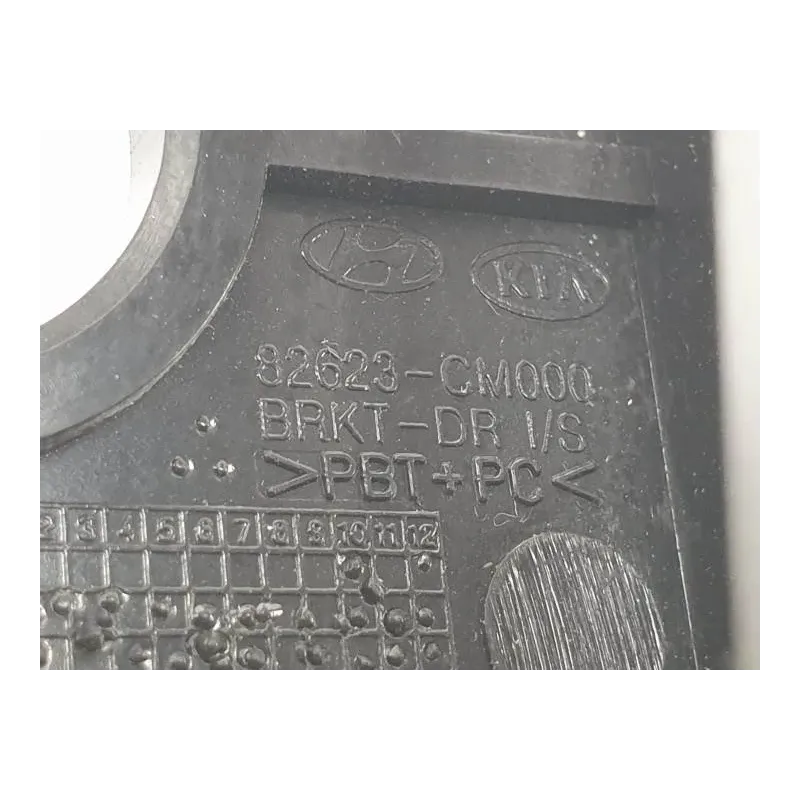 KIA
82623-CM000
BRKT-DR I/S
>PBT+PC<
2 3 4 5 6 7 8 9 10 11 12